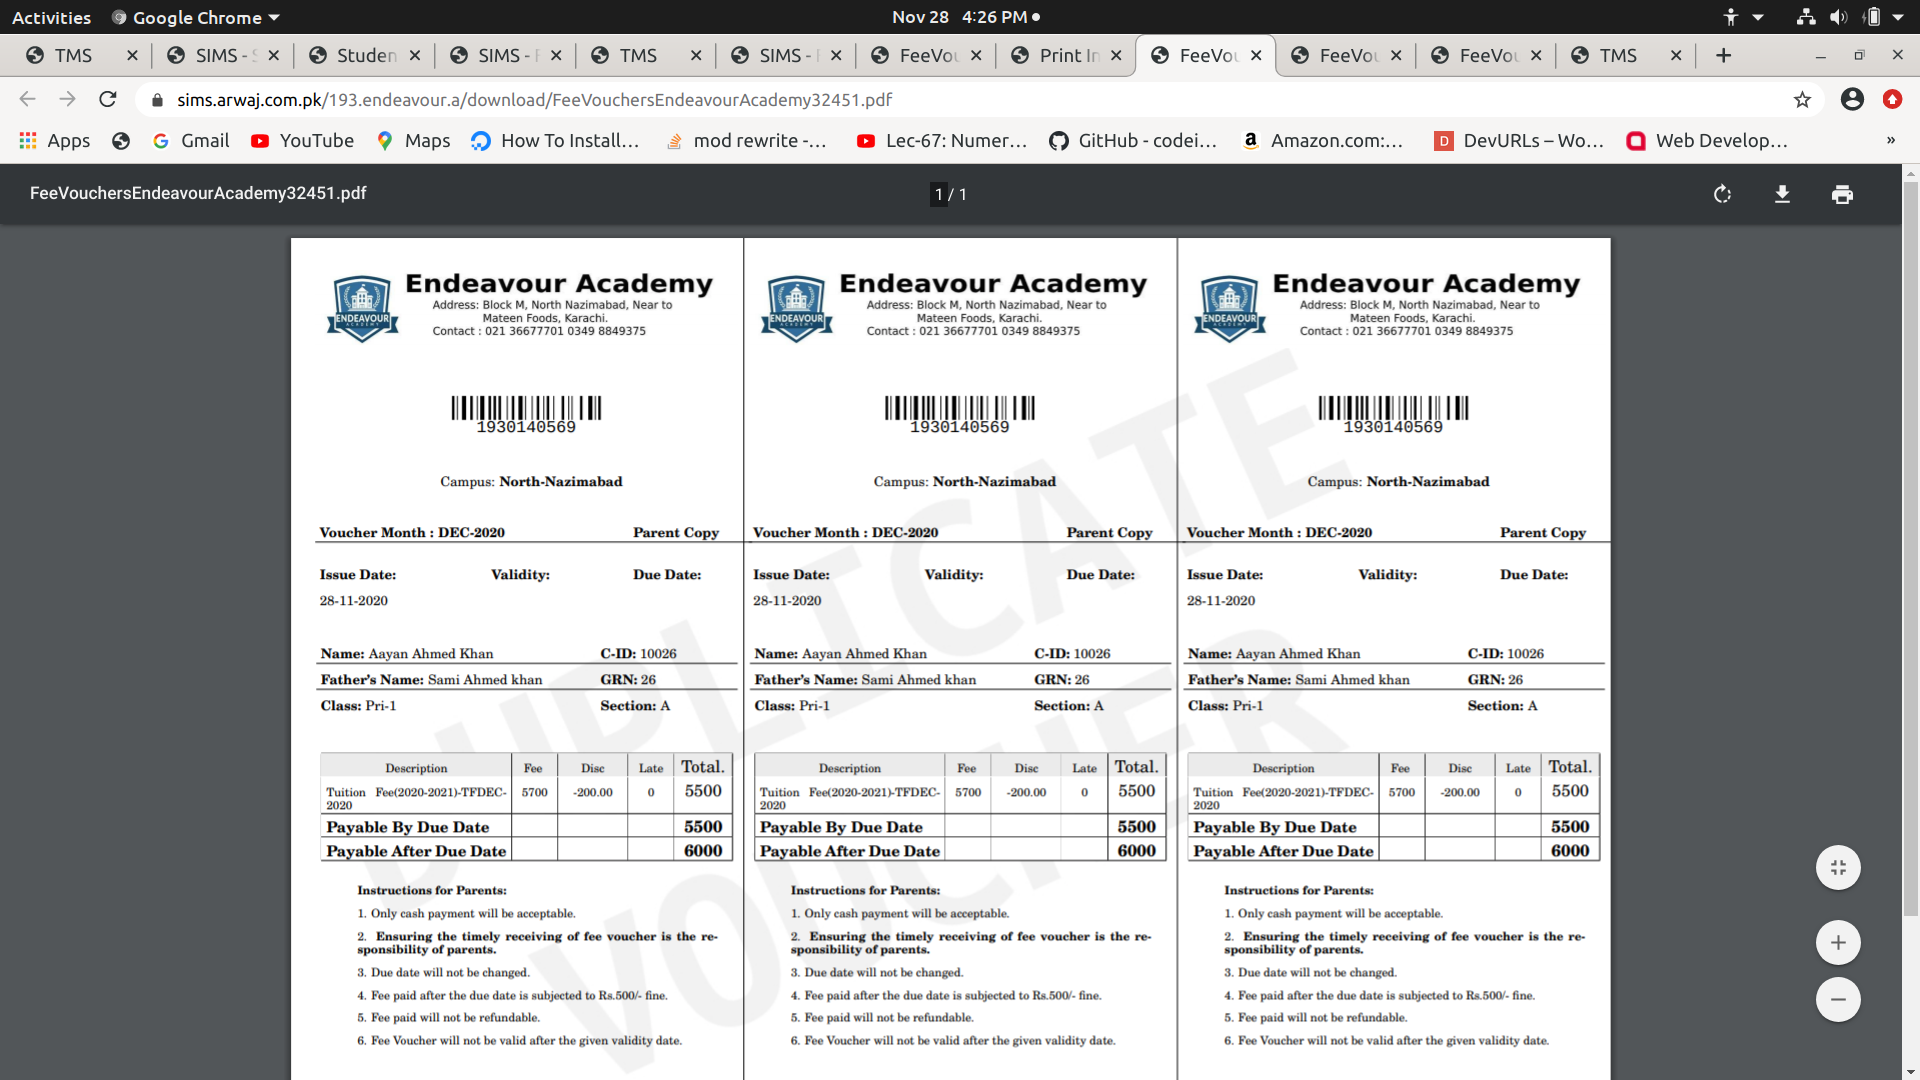 Activities Google Chrome Nov 28 4:26 PM
TMS SIMS - S Studen SIMS - F TMS SIMS - F FeeVou Print In FeeVou FeeVou FeeVou TMS
sims.arwaj.com.pk/193.endeavour.a/download/FeeVouchersEndeavourAcademy32451.pdf
Apps Gmail YouTube Maps How To Install... mod rewrite -... Lec-67: Numer... GitHub - codei... Amazon.com:... DevURLs – Wo... Web Develop... »
FeeVouchersEndeavourAcademy32451.pdf 1 / 1
DUPLICATE
VOUCHER
ENDEAVOUR
ACADEMY
Endeavour Academy
Address: Block M, North Nazimabad, Near to
Mateen Foods, Karachi.
Contact : 021 36677701 0349 8849375
1930140569
Campus: North-Nazimabad
Voucher Month : DEC-2020 Parent Copy
Issue Date: Validity: Due Date:
28-11-2020
Name: Aayan Ahmed Khan C-ID: 10026
Father's Name: Sami Ahmed khan GRN: 26
Class: Pri-1 Section: A
Description Fee Disc Late Total.
Tuition Fee(2020-2021)-TFDEC- 5700 -200.00 0 5500
2020
Payable By Due Date 5500
Payable After Due Date 6000
Instructions for Parents:
1. Only cash payment will be acceptable.
2. Ensuring the timely receiving of fee voucher is the re-
sponsibility of parents.
3. Due date will not be changed.
4. Fee paid after the due date is subjected to Rs.500/- fine.
5. Fee paid will not be refundable.
6. Fee Voucher will not be valid after the given validity date.
ENDEAVOUR
ACADEMY
Endeavour Academy
Address: Block M, North Nazimabad, Near to
Mateen Foods, Karachi.
Contact : 021 36677701 0349 8849375
1930140569
Campus: North-Nazimabad
Voucher Month : DEC-2020 Parent Copy
Issue Date: Validity: Due Date:
28-11-2020
Name: Aayan Ahmed Khan C-ID: 10026
Father's Name: Sami Ahmed khan GRN: 26
Class: Pri-1 Section: A
Description Fee Disc Late Total.
Tuition Fee(2020-2021)-TFDEC- 5700 -200.00 0 5500
2020
Payable By Due Date 5500
Payable After Due Date 6000
Instructions for Parents:
1. Only cash payment will be acceptable.
2. Ensuring the timely receiving of fee voucher is the re-
sponsibility of parents.
3. Due date will not be changed.
4. Fee paid after the due date is subjected to Rs.500/- fine.
5. Fee paid will not be refundable.
6. Fee Voucher will not be valid after the given validity date.
ENDEAVOUR
ACADEMY
Endeavour Academy
Address: Block M, North Nazimabad, Near to
Mateen Foods, Karachi.
Contact : 021 36677701 0349 8849375
1930140569
Campus: North-Nazimabad
Voucher Month : DEC-2020 Parent Copy
Issue Date: Validity: Due Date:
28-11-2020
Name: Aayan Ahmed Khan C-ID: 10026
Father's Name: Sami Ahmed khan GRN: 26
Class: Pri-1 Section: A
Description Fee Disc Late Total.
Tuition Fee(2020-2021)-TFDEC- 5700 -200.00 0 5500
2020
Payable By Due Date 5500
Payable After Due Date 6000
Instructions for Parents:
1. Only cash payment will be acceptable.
2. Ensuring the timely receiving of fee voucher is the re-
sponsibility of parents.
3. Due date will not be changed.
4. Fee paid after the due date is subjected to Rs.500/- fine.
5. Fee paid will not be refundable.
6. Fee Voucher will not be valid after the given validity date.